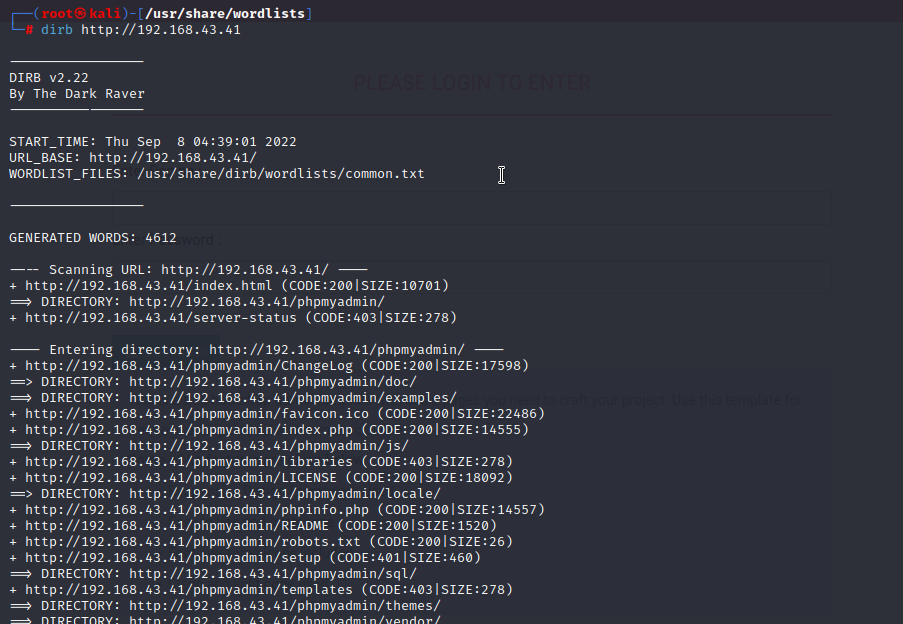 ┌──(root㉿kali)-[/usr/share/wordlists]
└─# dirb http://192.168.43.41
—————————————————
DIRB v2.22
By The Dark Raver
—————————————————
PLEASE LOGIN TO ENTER
START_TIME: Thu Sep  8 04:39:01 2022
URL_BASE: http://192.168.43.41/
WORDLIST_FILES: /usr/share/dirb/wordlists/common.txt
—————————————————
GENERATED WORDS: 4612
---- Scanning URL: http://192.168.43.41/ ----
+ http://192.168.43.41/index.html (CODE:200|SIZE:10701)
==> DIRECTORY: http://192.168.43.41/phpmyadmin/
+ http://192.168.43.41/server-status (CODE:403|SIZE:278)
---- Entering directory: http://192.168.43.41/phpmyadmin/ ----
+ http://192.168.43.41/phpmyadmin/ChangeLog (CODE:200|SIZE:17598)
==> DIRECTORY: http://192.168.43.41/phpmyadmin/doc/
==> DIRECTORY: http://192.168.43.41/phpmyadmin/examples/
you need to craft your project. Use this template for
+ http://192.168.43.41/phpmyadmin/favicon.ico (CODE:200|SIZE:22486)
+ http://192.168.43.41/phpmyadmin/index.php (CODE:200|SIZE:14555)
==> DIRECTORY: http://192.168.43.41/phpmyadmin/js/
+ http://192.168.43.41/phpmyadmin/libraries (CODE:403|SIZE:278)
+ http://192.168.43.41/phpmyadmin/LICENSE (CODE:200|SIZE:18092)
==> DIRECTORY: http://192.168.43.41/phpmyadmin/locale/
+ http://192.168.43.41/phpmyadmin/phpinfo.php (CODE:200|SIZE:14557)
+ http://192.168.43.41/phpmyadmin/README (CODE:200|SIZE:1520)
+ http://192.168.43.41/phpmyadmin/robots.txt (CODE:200|SIZE:26)
+ http://192.168.43.41/phpmyadmin/setup (CODE:401|SIZE:460)
==> DIRECTORY: http://192.168.43.41/phpmyadmin/sql/
+ http://192.168.43.41/phpmyadmin/templates (CODE:403|SIZE:278)
==> DIRECTORY: http://192.168.43.41/phpmyadmin/themes/
==> DIRECTORY: http://192.168.43.41/phpmyadmin/vendor/